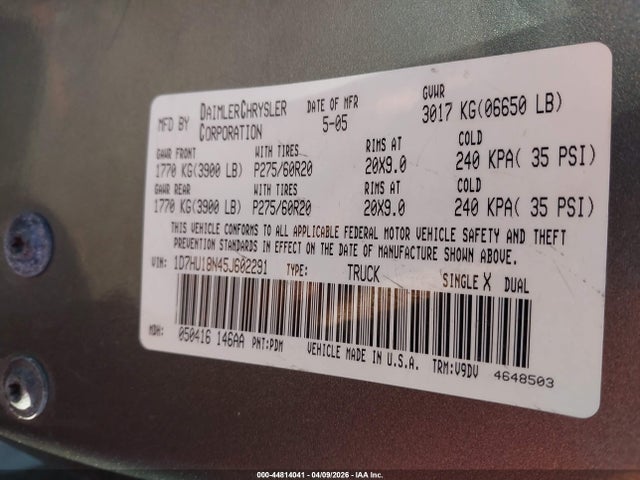 MFD BY DAIMLERCHRYSLER CORPORATION DATE OF MFR 5-05 GVWR 3017 KG(06650 LB)
GAWR FRONT WITH TIRES RIMS AT COLD
1770 KG(3900 LB) P275/60R20 20X9.0 240 KPA( 35 PSI)
GAWR REAR WITH TIRES RIMS AT COLD
1770 KG(3900 LB) P275/60R20 20X9.0 240 KPA( 35 PSI)
THIS VEHICLE CONFORMS TO ALL APPLICABLE FEDERAL MOTOR VEHICLE SAFETY AND THEFT
PREVENTION STANDARDS IN EFFECT ON THE DATE OF MANUFACTURE SHOWN ABOVE.
VIN: 1D7HU18N45J602291 TYPE: TRUCK SINGLE X DUAL
MDH: 050416 146AA PNT:PDM VEHICLE MADE IN U.S.A. TRM:V9DV 4648503
000-44814041 - 04/09/2026 - IAA Inc.